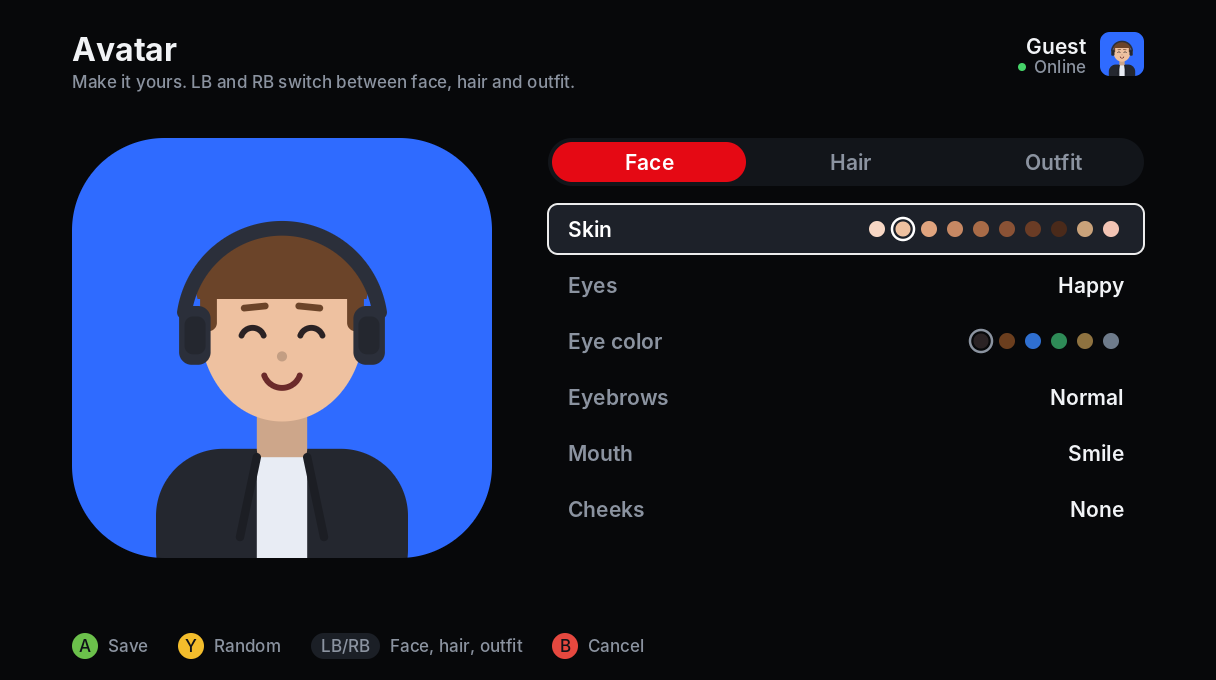 Avatar
Make it yours. LB and RB switch between face, hair and outfit.
Guest
Online
Face Hair Outfit
Skin
Eyes Happy
Eye color
Eyebrows Normal
Mouth Smile
Cheeks None
A Save Y Random LB/RB Face, hair, outfit B Cancel